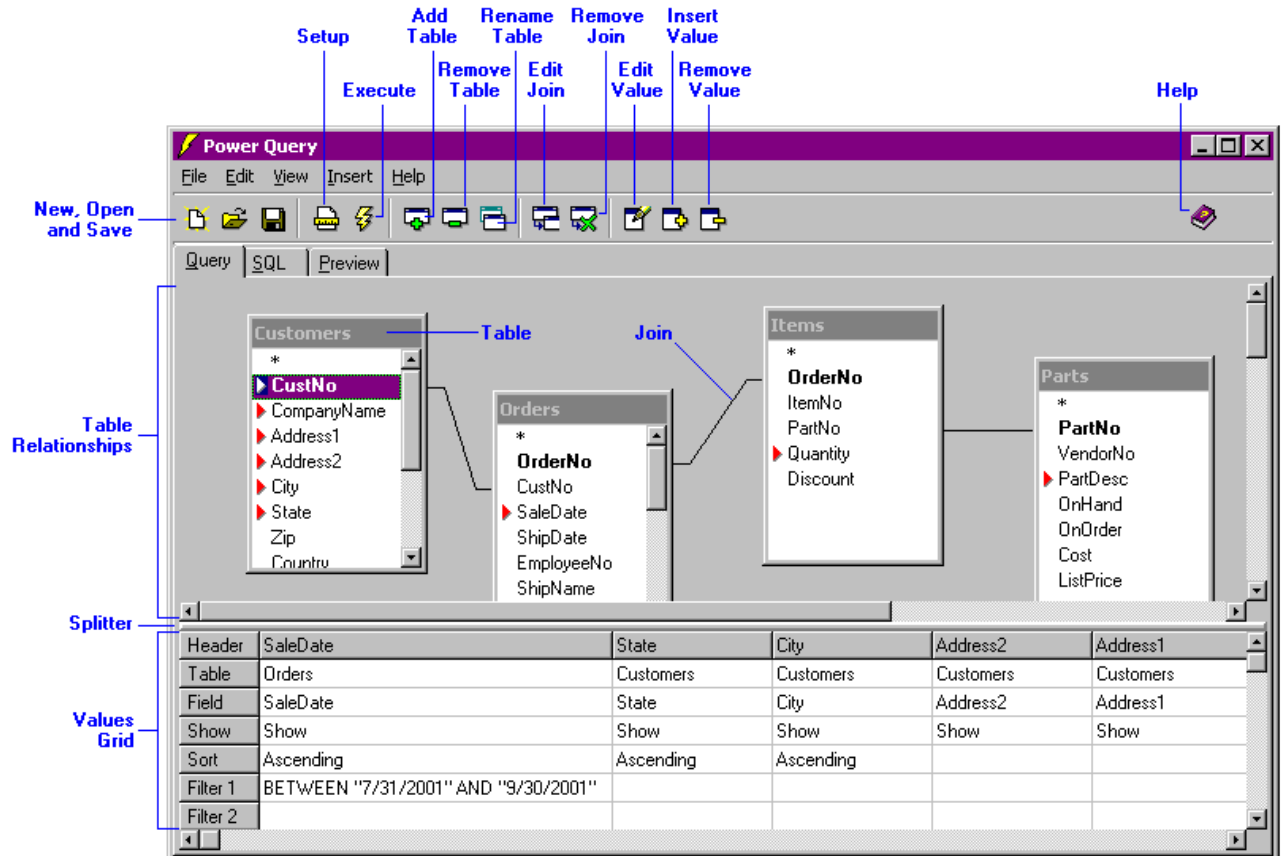 Add Table
Rename Table
Remove Join
Insert Value
Setup
Remove Table
Edit Join
Edit Value
Remove Value
Execute
Help
Power Query
File Edit View Insert Help
New, Open and Save
Query SQL Preview
Table Relationships
Customers
*
CustNo
CompanyName
Address1
Address2
City
State
Zip
Country
Table
Orders
*
OrderNo
CustNo
SaleDate
ShipDate
EmployeeNo
ShipName
Join
Items
*
OrderNo
ItemNo
PartNo
Quantity
Discount
Parts
*
PartNo
VendorNo
PartDesc
OnHand
OnOrder
Cost
ListPrice
Splitter
Values Grid
Header SaleDate State City Address2 Address1
Table Orders Customers Customers Customers Customers
Field SaleDate State City Address2 Address1
Show Show Show Show Show Show
Sort Ascending Ascending Ascending
Filter 1 BETWEEN "7/31/2001" AND "9/30/2001"
Filter 2